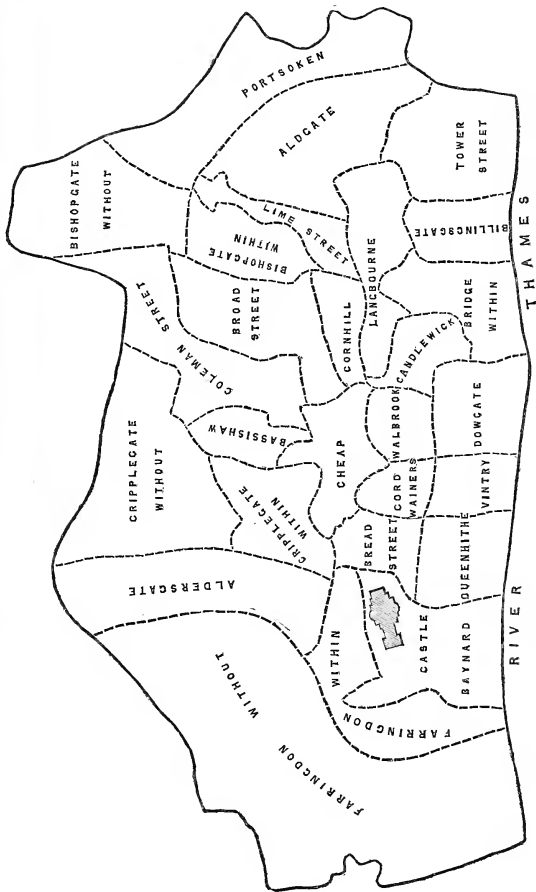 PORTSOKEN
ALDGATE
TOWER
STREET
BISHOPGATE
WITHOUT
LIME STREET
BISHOPGATE
WITHIN
LANGBOURNE
BILLINGSGATE
BROAD
STREET
CORNHILL
CANDLEWICK
BRIDGE
WITHIN
COLEMAN
STREET
BASSISHAW
CHEAP
WALBROOK
DOWGATE
CORD
WAINERS
VINTRY
CRIPPLEGATE
WITHOUT
CRIPPLEGATE
WITHIN
BREAD
STREET
QUEENHITHE
ALDERSGATE
CASTLE
BAYNARD
FARRINGDON
WITHIN
FARRINGDON
WITHOUT
RIVER
THAMES